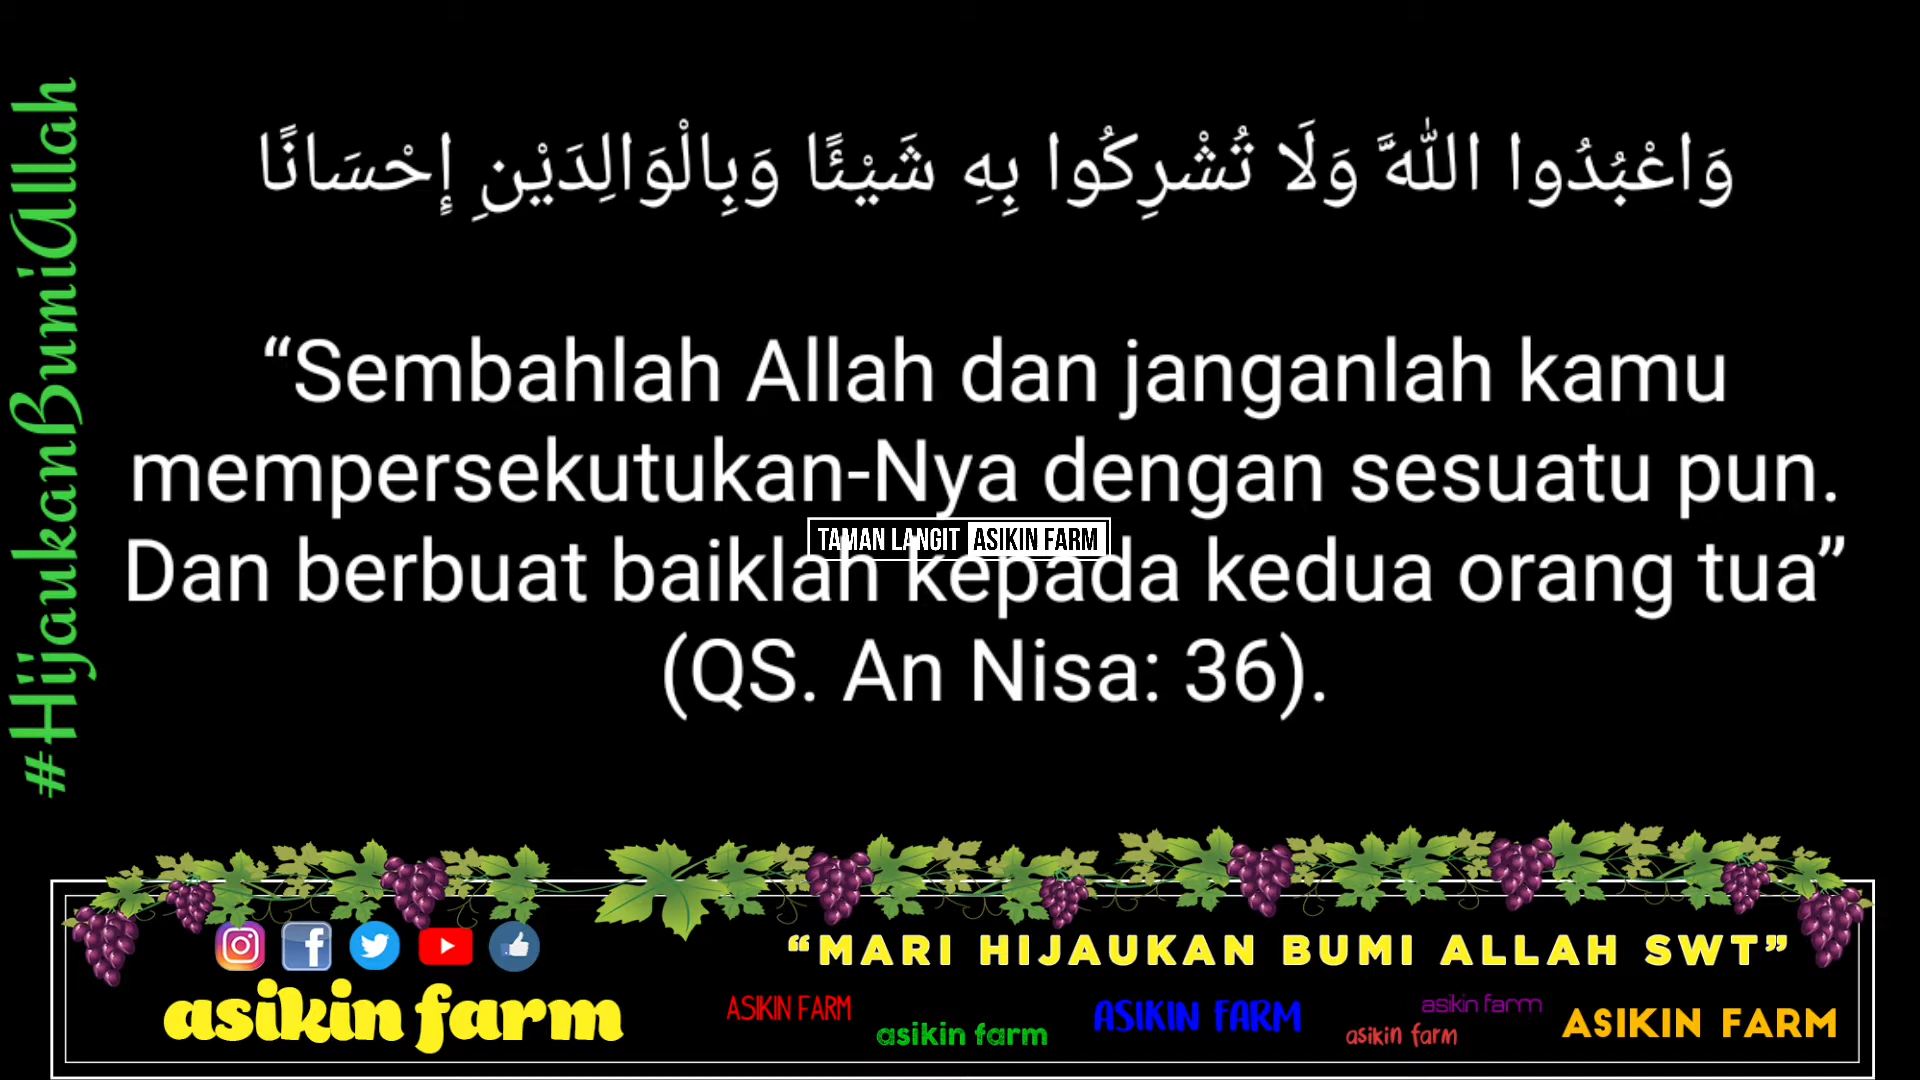 #HijaukanBumiAllah
وَاعْبُدُوا اللَّهَ وَلَا تُشْرِكُوا بِهِ شَيْئًا وَبِالْوَالِدَيْنِ إِحْسَانًا
“Sembahlah Allah dan janganlah kamu
mempersekutukan-Nya dengan sesuatu pun.
TAMAN LANGIT ASIKIN FARM
Dan berbuat baiklah kepada kedua orang tua”
(QS. An Nisa: 36).
“MARI HIJAUKAN BUMI ALLAH SWT”
asikin farm
ASIKIN FARM
asikin farm
ASIKIN FARM
asikin farm
asikin farm
ASIKIN FARM